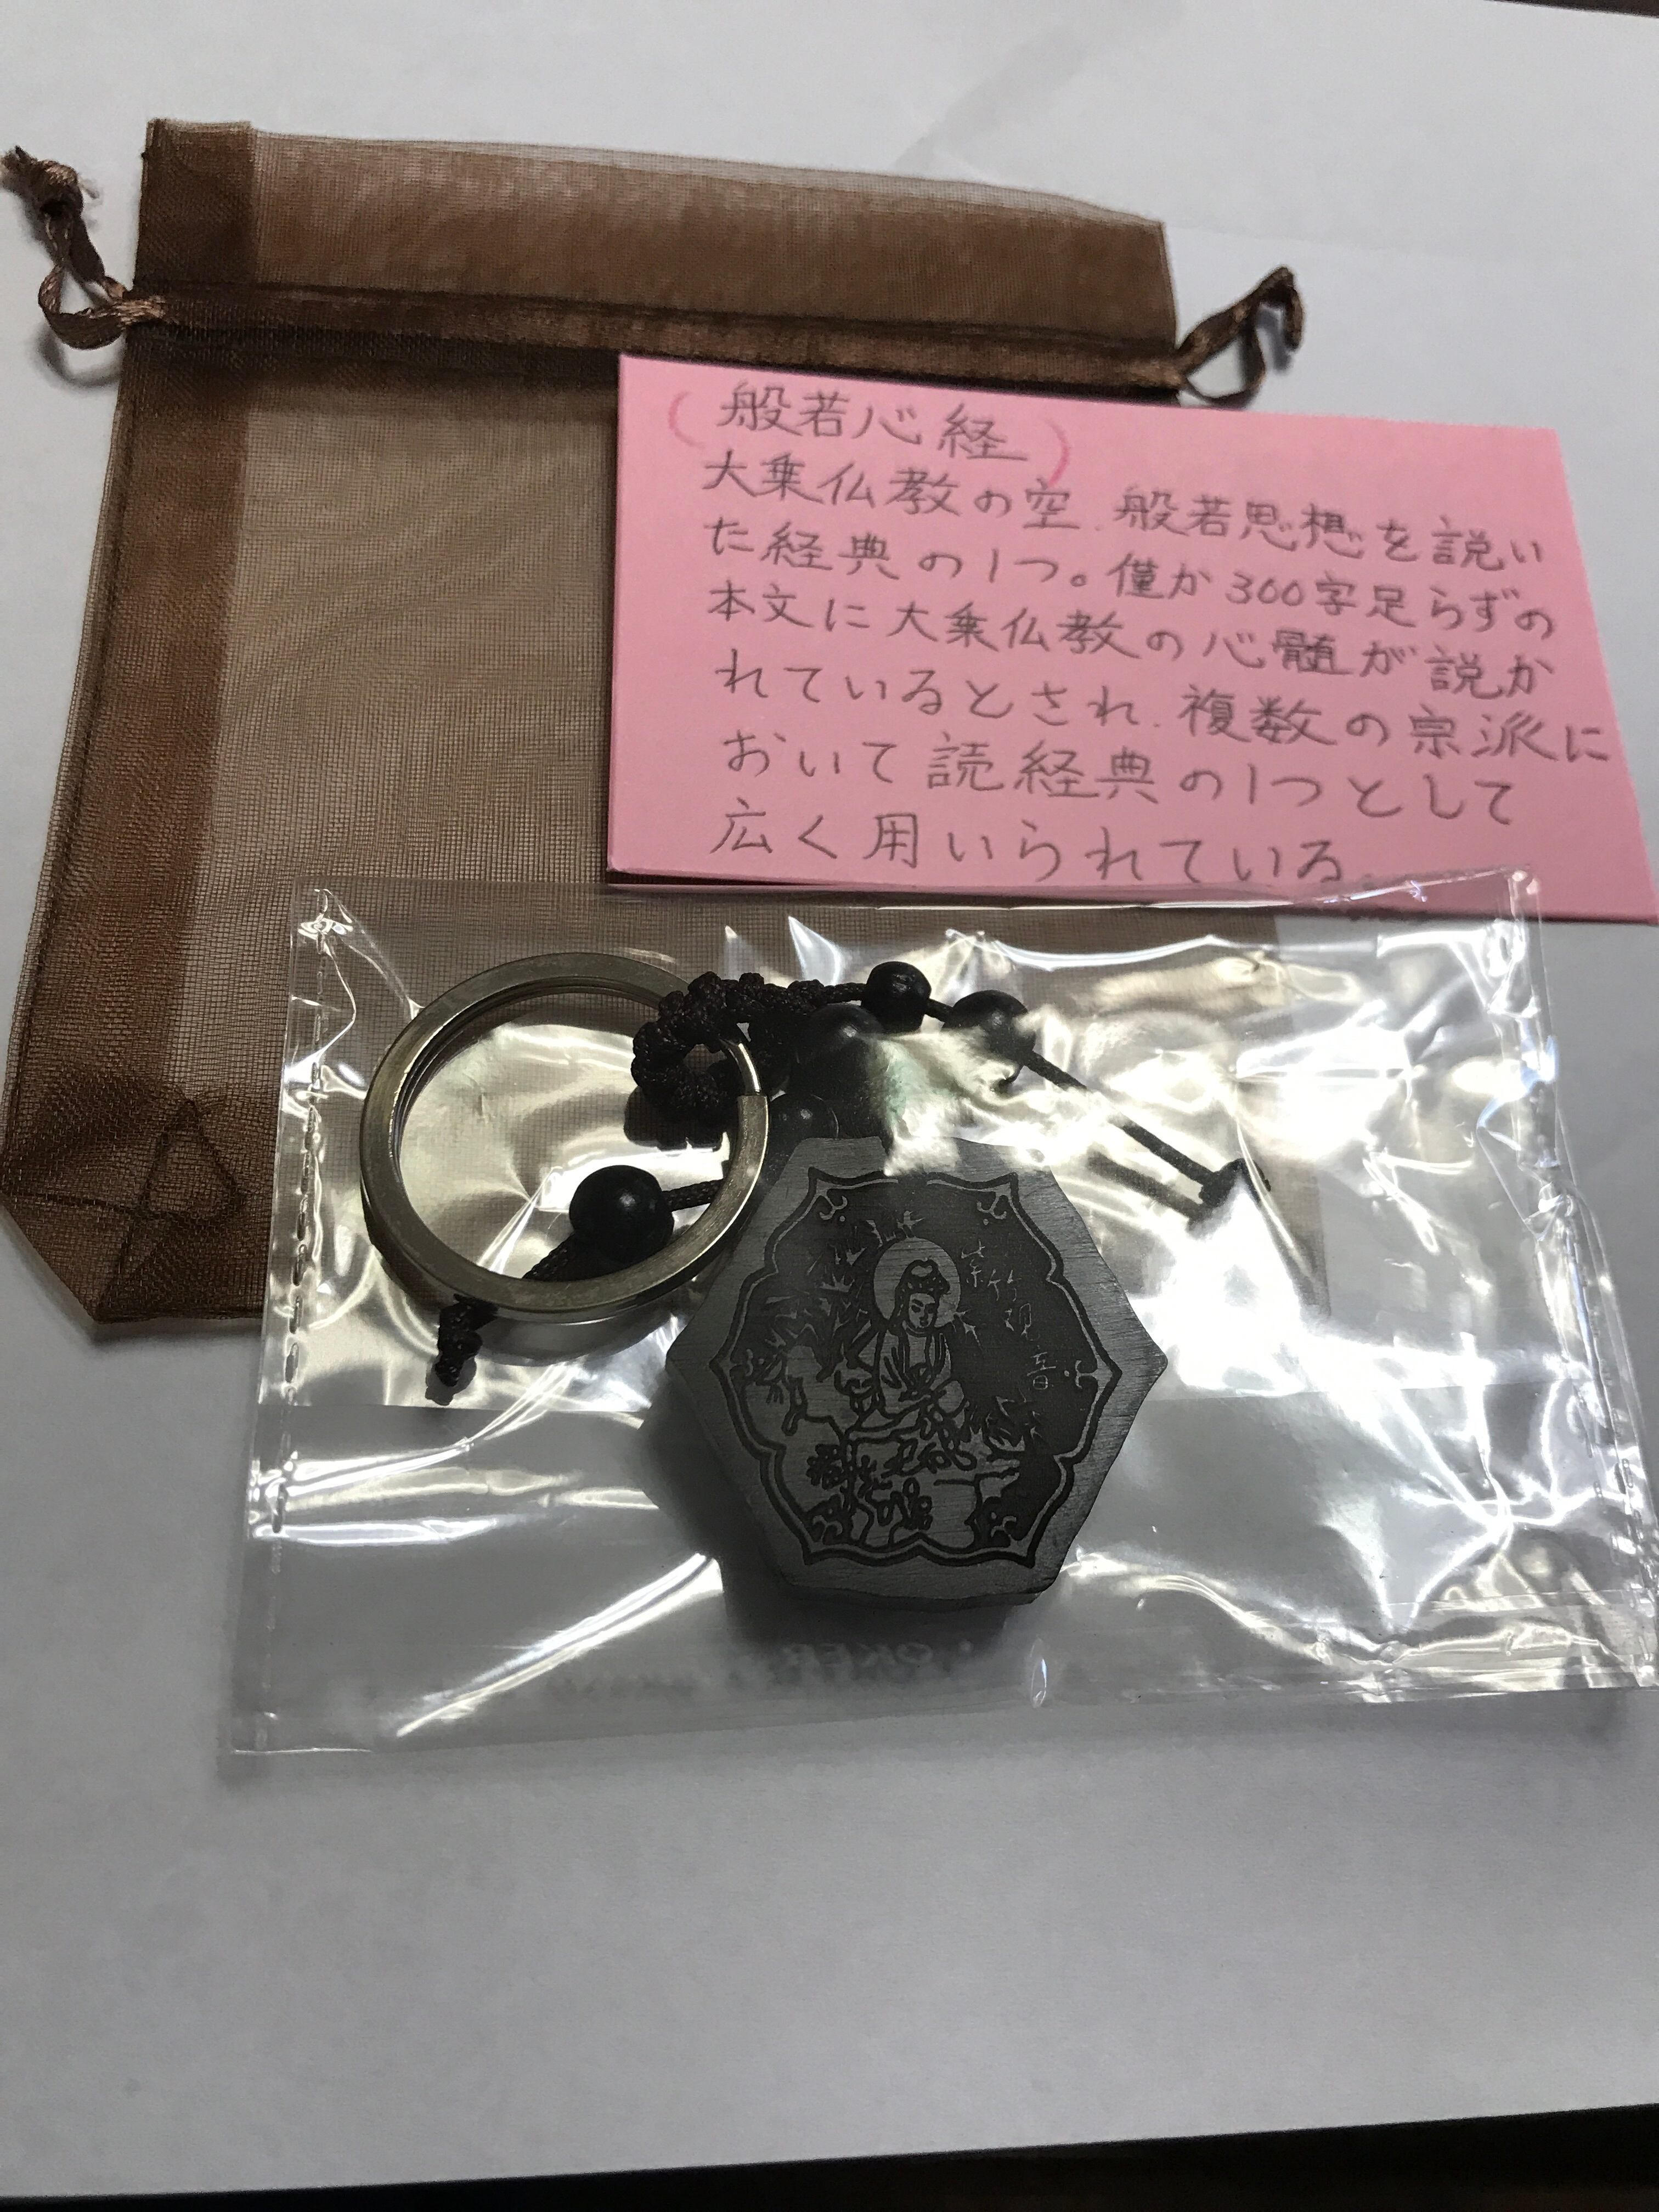 (般若心経)
大乗仏教の空、般若思想を説い
た経典の1つ。僅か300字足らずの
本文に大乗仏教の心髄が説か
れているとされ、複数の宗派に
おいて読経典の1つとして
広く用いられている。
竹
観
音